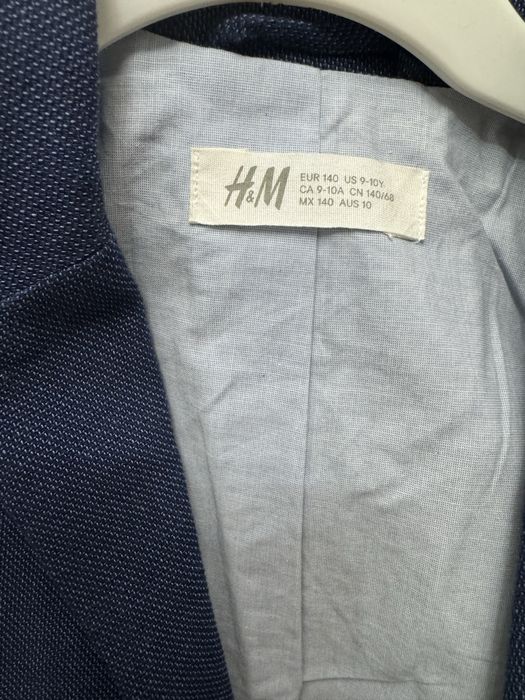 H&M
EUR 140 US 9-10Y.
CA 9-10A CN 140/68
MX 140 AUS 10